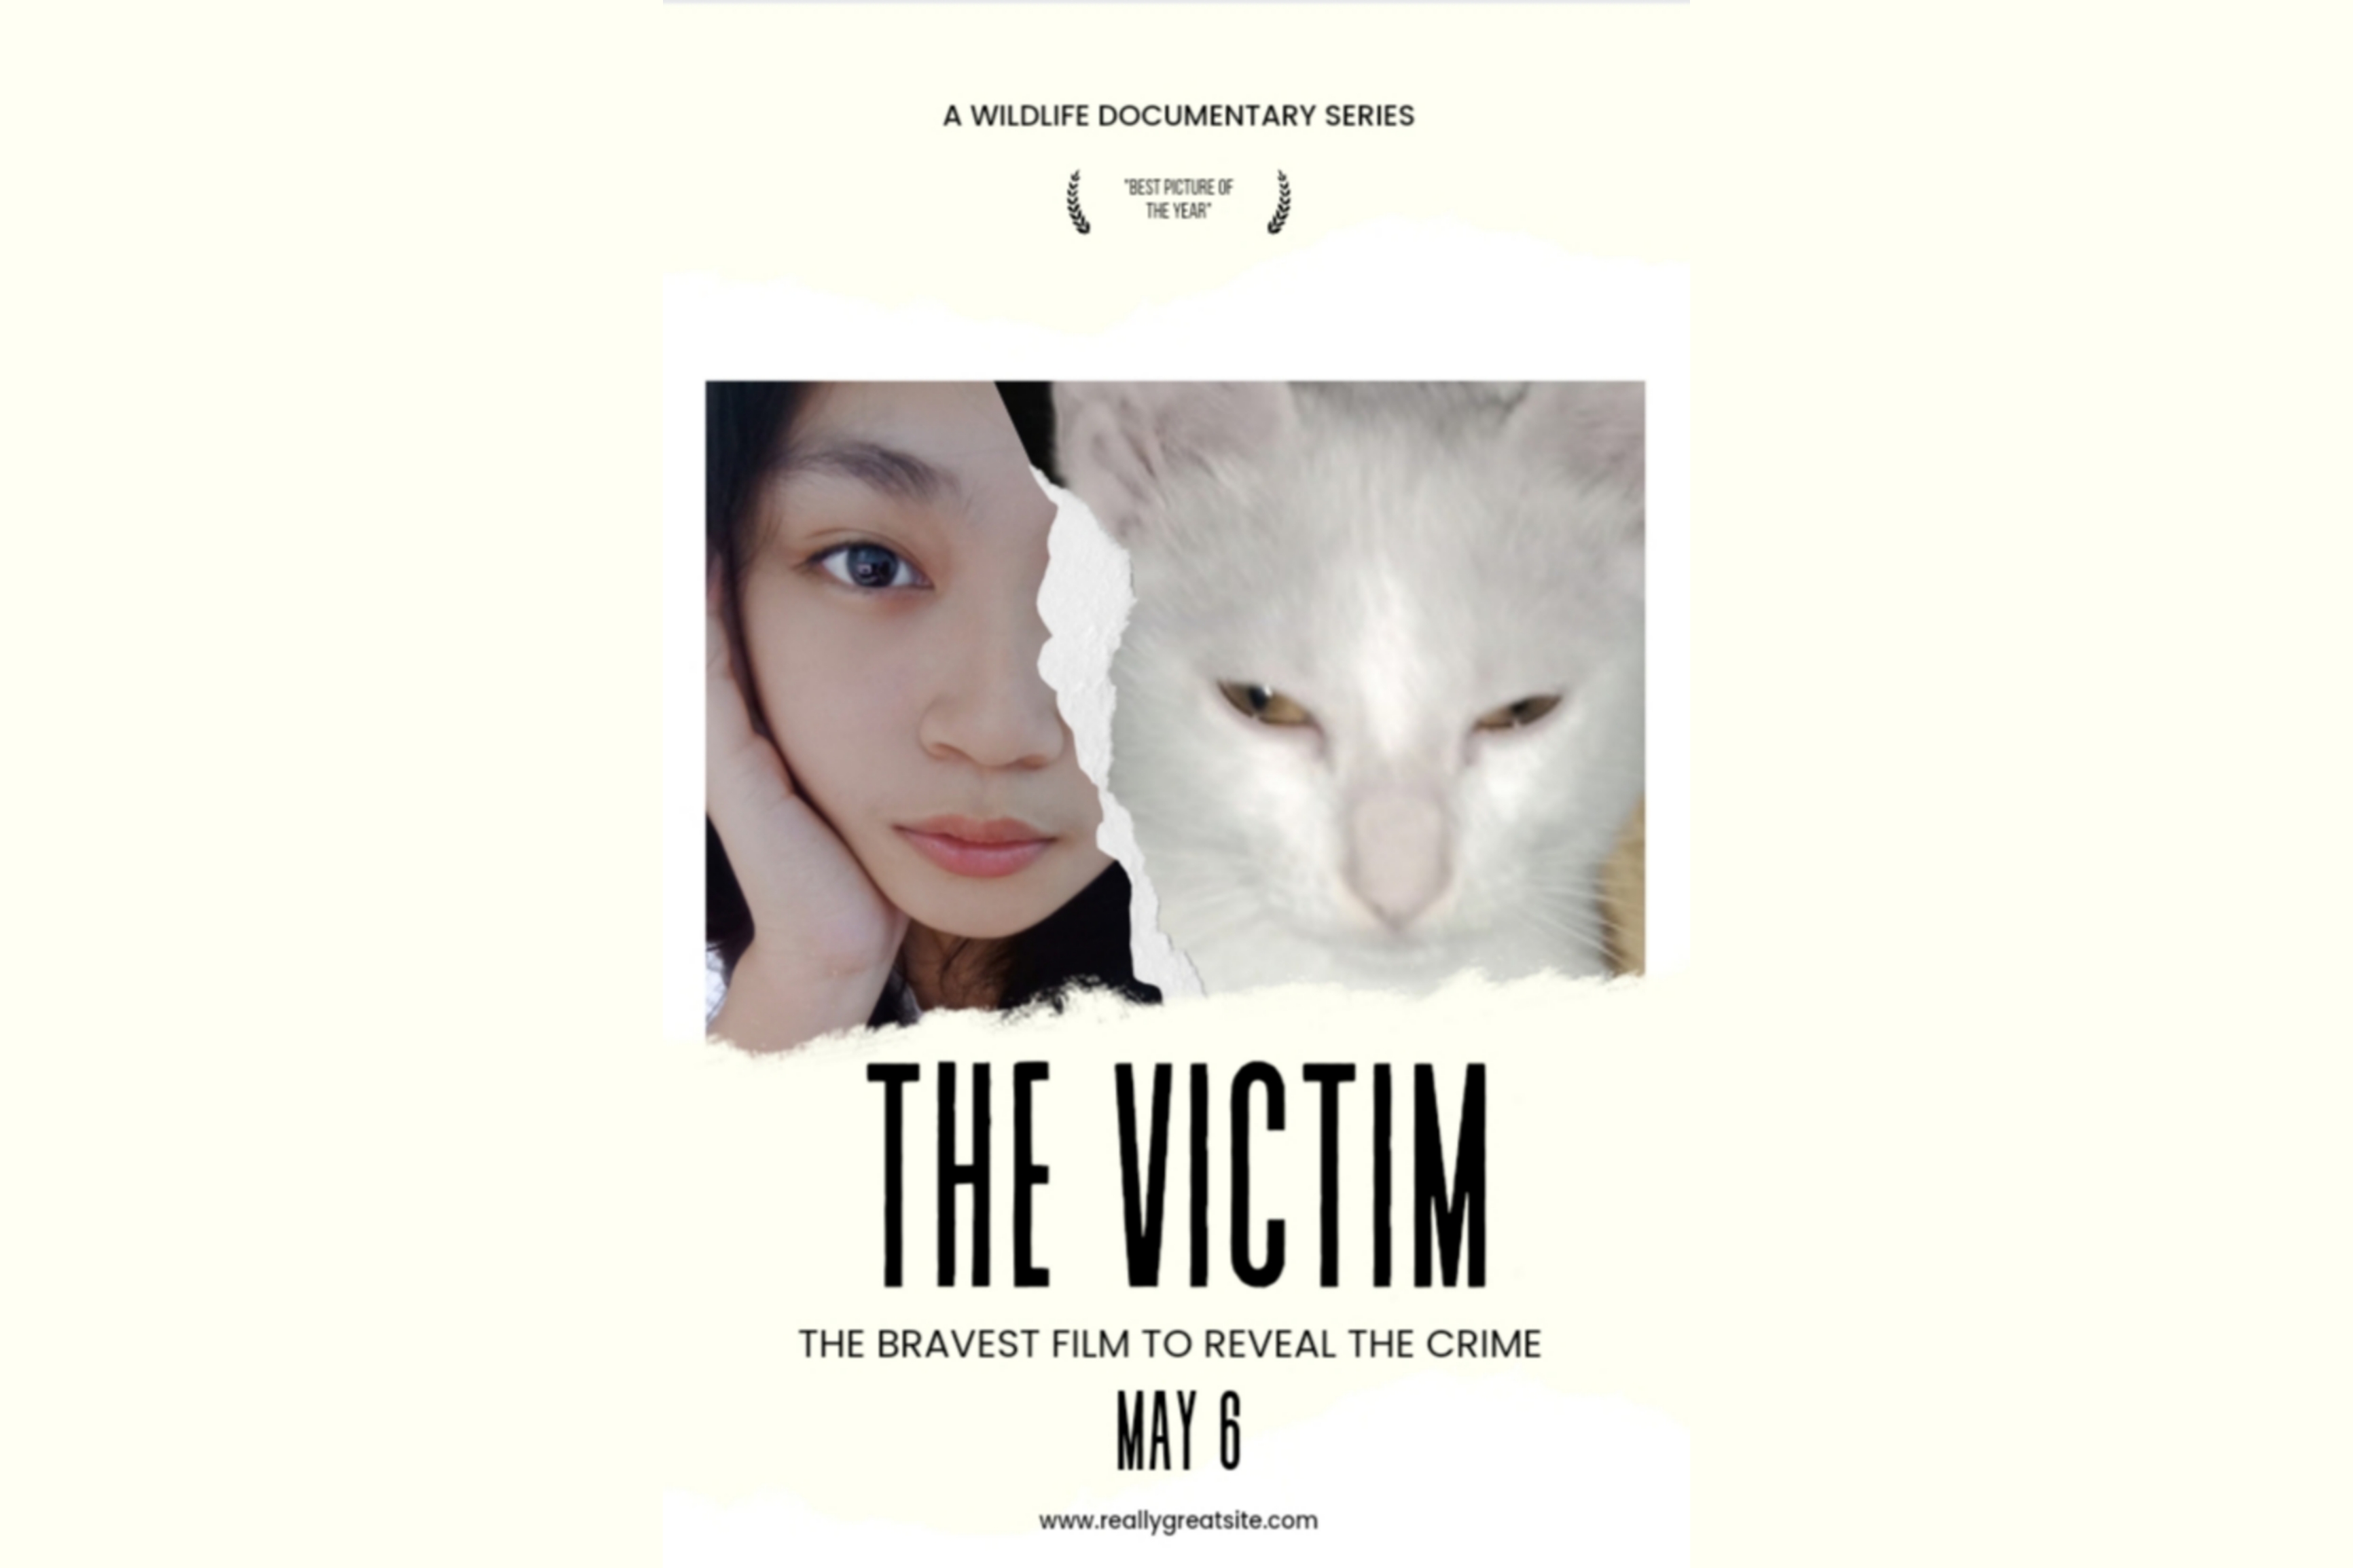 A WILDLIFE DOCUMENTARY SERIES
"BEST PICTURE OF
THE YEAR"
THE VICTIM
THE BRAVEST FILM TO REVEAL THE CRIME
MAY 6
www.reallygreatsite.com